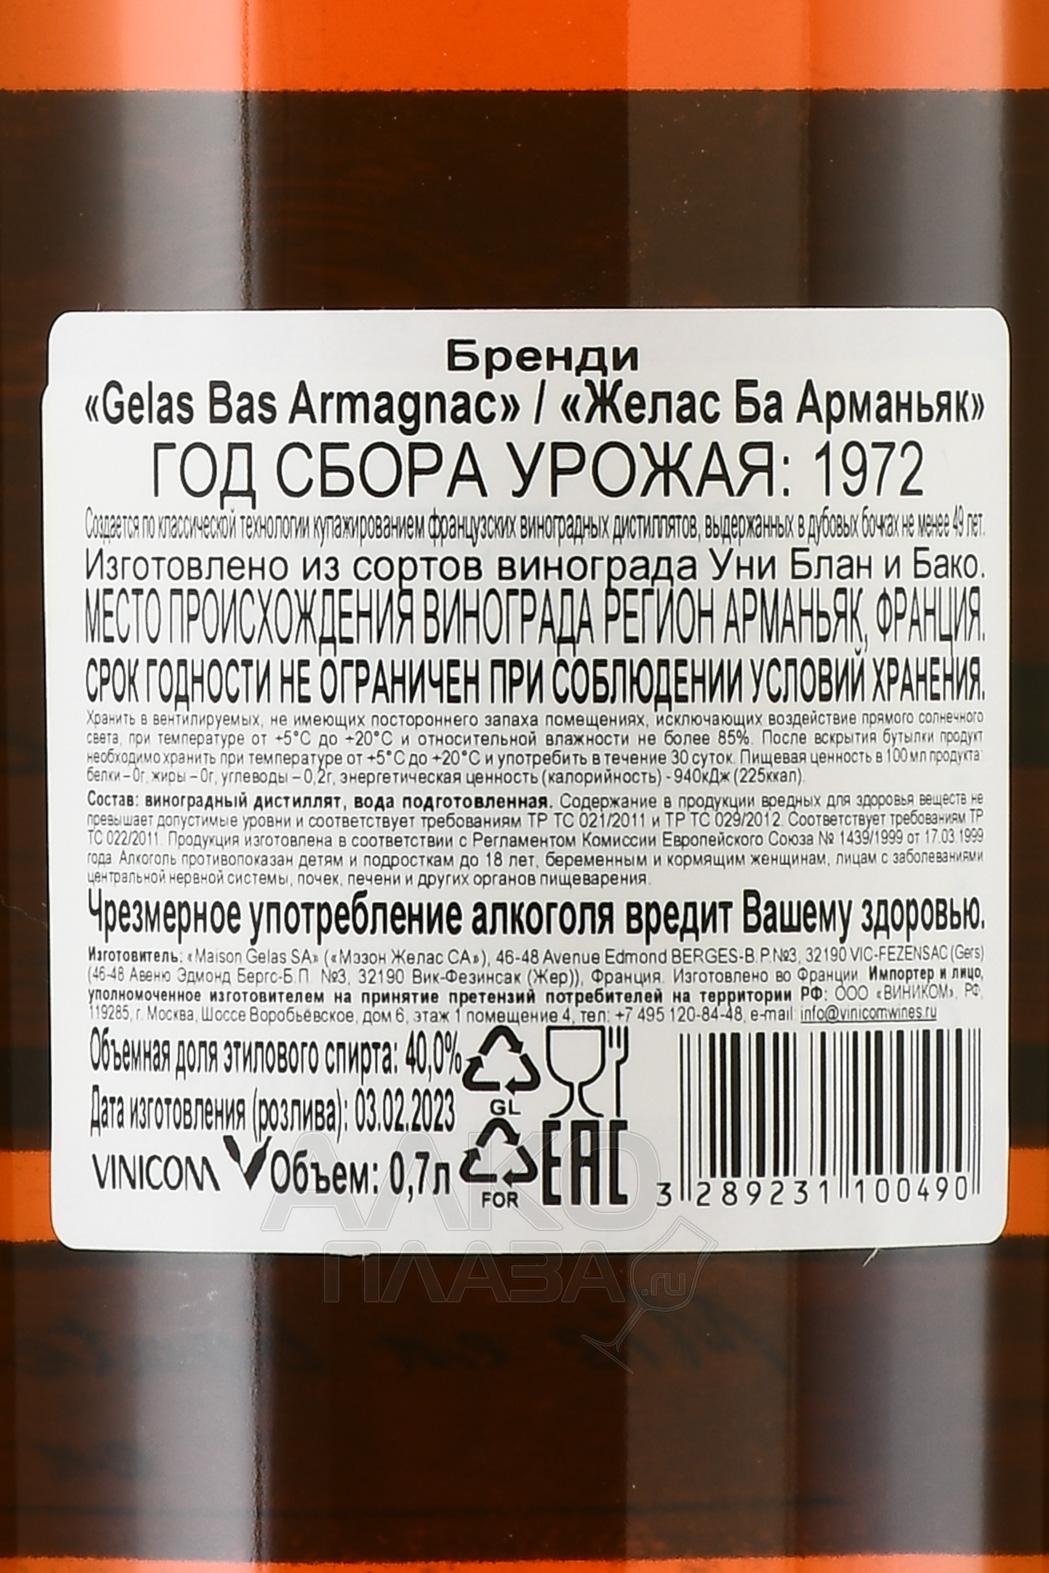 Бренди
«Gelas Bas Armagnac» / «Желас Ба Арманьяк»
ГОД СБОРА УРОЖАЯ: 1972
Создается по классической технологии купажированием французских виноградных дистиллятов, выдержанных в дубовых бочках не менее 49 лет.
Изготовлено из сортов винограда Уни Блан и Бако.
МЕСТО ПРОИСХОЖДЕНИЯ ВИНОГРАДА РЕГИОН АРМАНЬЯК, ФРАНЦИЯ.
СРОК ГОДНОСТИ НЕ ОГРАНИЧЕН ПРИ СОБЛЮДЕНИИ УСЛОВИЙ ХРАНЕНИЯ.
Хранить в вентилируемых, не имеющих постороннего запаха помещениях, исключающих воздействие прямого солнечного
света, при температуре от +5°С до +20°С и относительной влажности не более 85%. После вскрытия бутылки продукт
необходимо хранить при температуре от +5°С до +20°С и употребить в течение 30 суток. Пищевая ценность в 100 мл продукта:
белки – 0г, жиры – 0г, углеводы – 0,2г, энергетическая ценность (калорийность) - 940кДж (225ккал).
Состав: виноградный дистиллят, вода подготовленная. Содержание в продукции вредных для здоровья веществ не
превышает допустимые уровни и соответствует требованиям ТР ТС 021/2011 и ТР ТС 029/2012. Соответствует требованиям ТР
ТС 022/2011. Продукция изготовлена в соответствии с Регламентом Комиссии Европейского Союза № 1439/1999 от 17.03.1999
года. Алкоголь противопоказан детям и подросткам до 18 лет, беременным и кормящим женщинам, лицам с заболеваниями
центральной нервной системы, почек, печени и других органов пищеварения.
Чрезмерное употребление алкоголя вредит Вашему здоровью.
Изготовитель: «Maison Gelas SA» («Мэзон Желас СА»), 46-48 Avenue Edmond BERGES-B.P.№3, 32190 VIC-FEZENSAC (Gers)
(46-48 Авеню Эдмонд Бергс-Б.П. №3, 32190 Вик-Фезинсак (Жер)), Франция. Изготовлено во Франции. Импортер и лицо,
уполномоченное изготовителем на принятие претензий потребителей на территории РФ: ООО «ВИНИКОМ», РФ,
119285, г. Москва, Шоссе Воробьёвское, дом 6, этаж 1 помещение 4, тел: +7 495 120-84-48, e-mail: info@vinicomwines.ru
Объемная доля этилового спирта: 40,0%
Дата изготовления (розлива): 03.02.2023
VINICOM Объем: 0,7л
GL
FOR
EAC
3 289231 100490
АЛКО
ПЛАЗА.ru